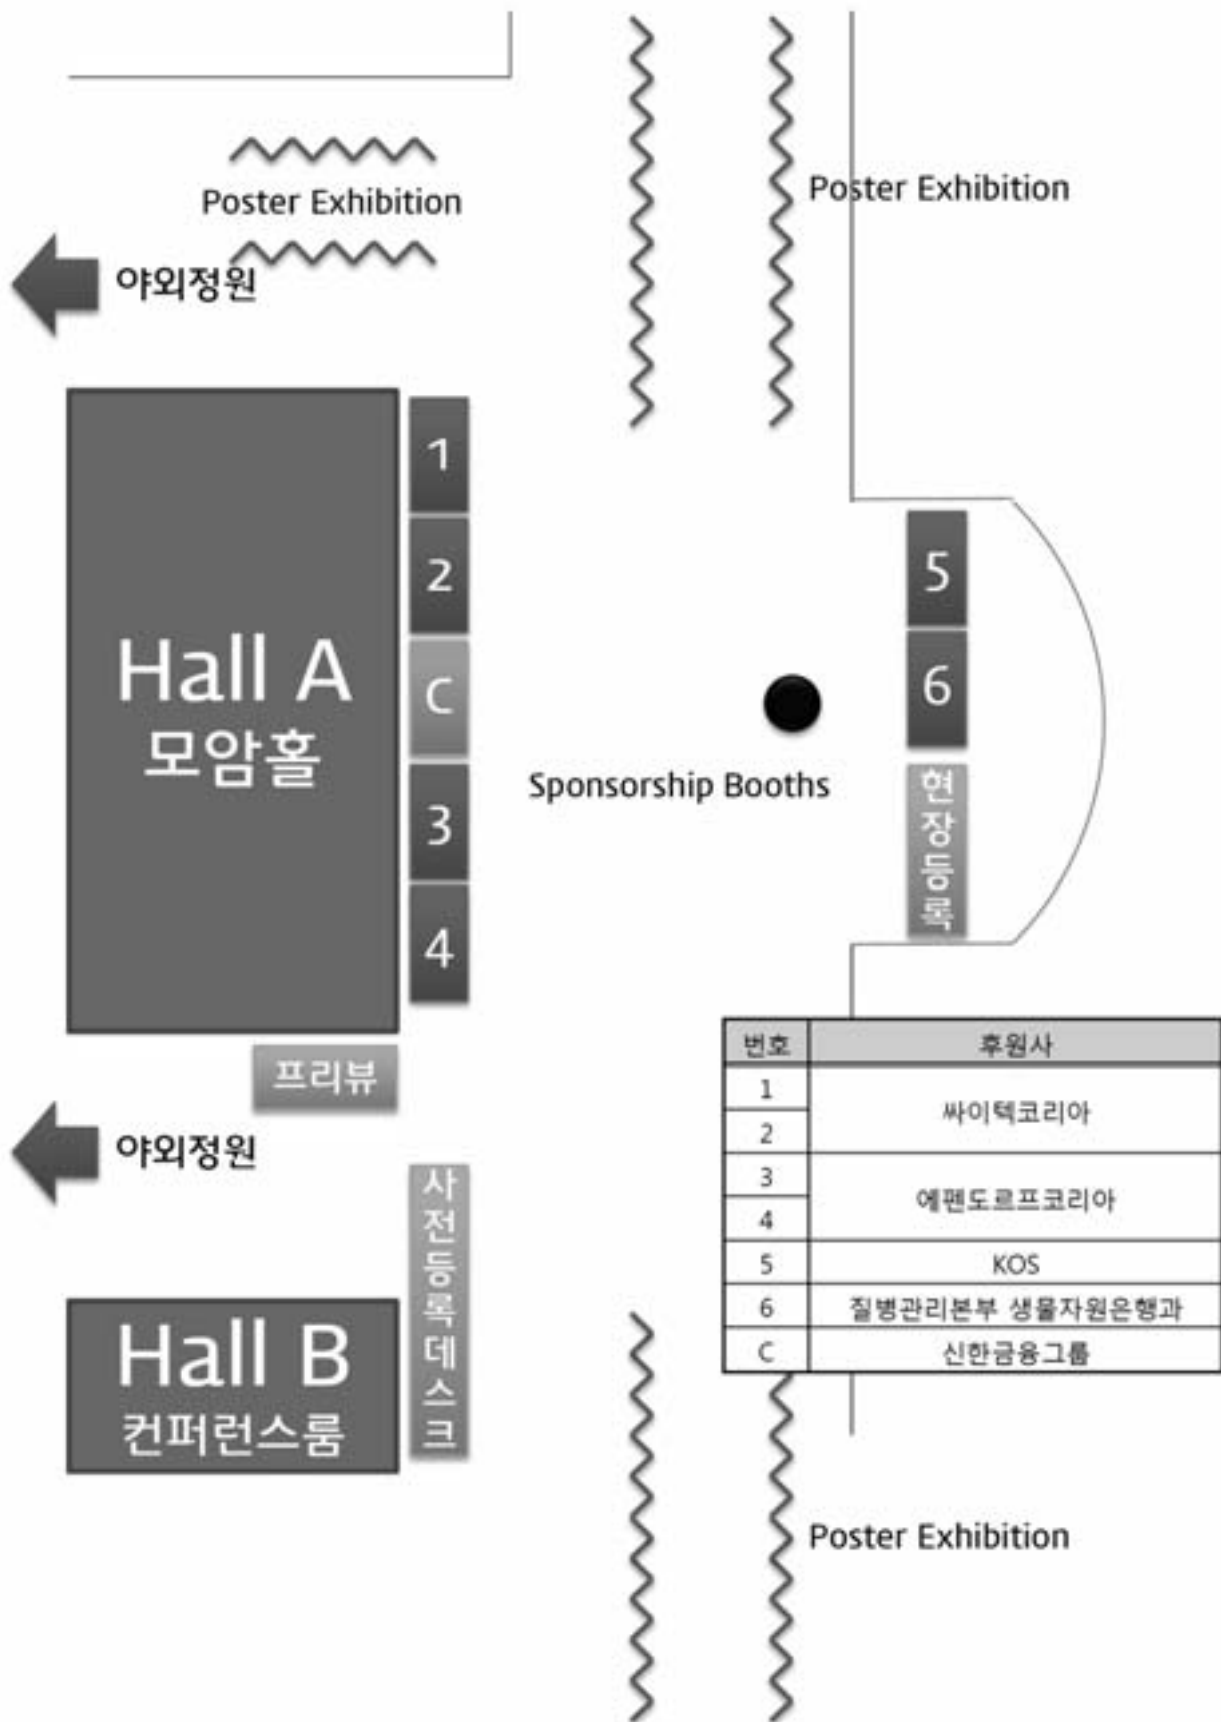 Poster Exhibition
Poster Exhibition
야외정원
Hall A
모암홀
1
2
C
3
4
5
6
현장등록
Sponsorship Booths
프리뷰
야외정원
사전등록데스크
Hall B
컨퍼런스룸
번호 후원사
1 싸이텍코리아
2
3 에펜도르프코리아
4
5 KOS
6 질병관리본부 생물자원은행과
C 신한금융그룹
Poster Exhibition